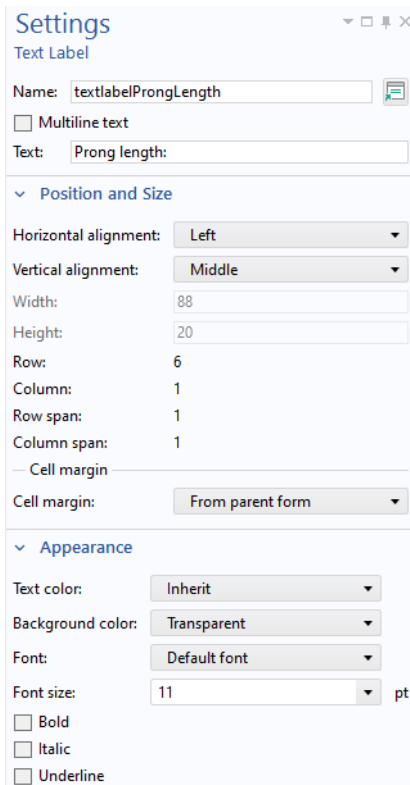 Settings
Text Label
Name: textlabelProngLength
Multiline text
Text: Prong length:
Position and Size
Horizontal alignment: Left
Vertical alignment: Middle
Width: 88
Height: 20
Row: 6
Column: 1
Row span: 1
Column span: 1
Cell margin
Cell margin: From parent form
Appearance
Text color: Inherit
Background color: Transparent
Font: Default font
Font size: 11 pt
Bold
Italic
Underline